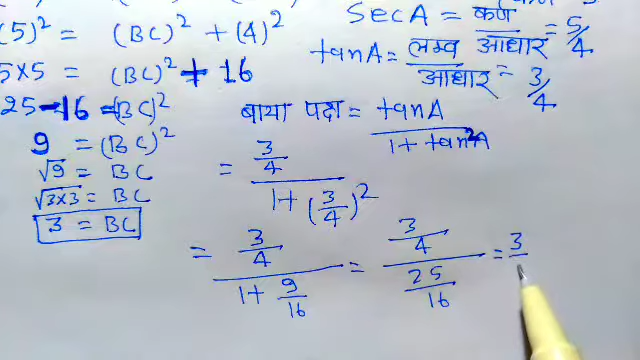 (5)² = (BC)² + (4)²
5×5 = (BC)² + 16
25-16 = (BC)²
9 = (BC)²
√9 = BC
√3×3 = BC
3 = BC
SecA = कर्ण / आधार = 5/4
tanA = लम्ब / आधार = 3/4
बाया पदा = tanA / 1 + tan²A
= 3/4 / 1 + (3/4)²
= 3/4 / 1 + 9/16 = 3/4 / 25/16 = 3/